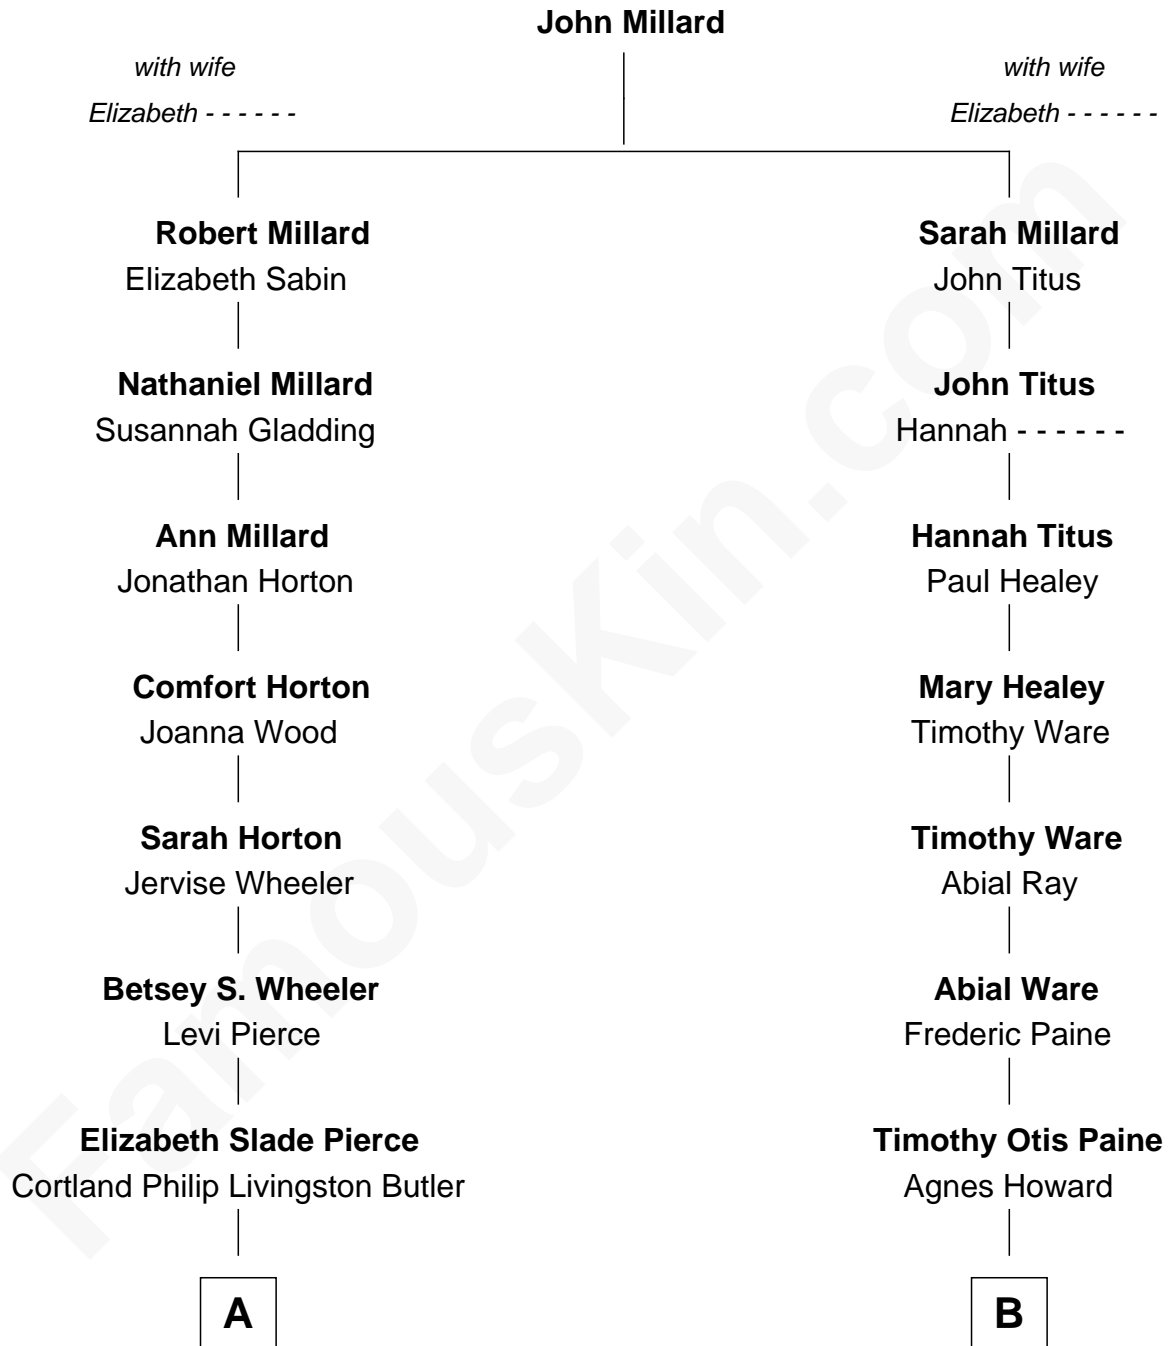 John Millard
with wife
Elizabeth - - - - - -
with wife
Elizabeth - - - - - -
Robert Millard
Elizabeth Sabin
Sarah Millard
John Titus
Nathaniel Millard
Susannah Gladding
John Titus
Hannah - - - - - -
Ann Millard
Jonathan Horton
Hannah Titus
Paul Healey
Comfort Horton
Joanna Wood
Mary Healey
Timothy Ware
Sarah Horton
Jervise Wheeler
Timothy Ware
Abial Ray
Betsey S. Wheeler
Levi Pierce
Abial Ware
Frederic Paine
Elizabeth Slade Pierce
Cortland Philip Livingston Butler
Timothy Otis Paine
Agnes Howard
A
B
FamousKin.com